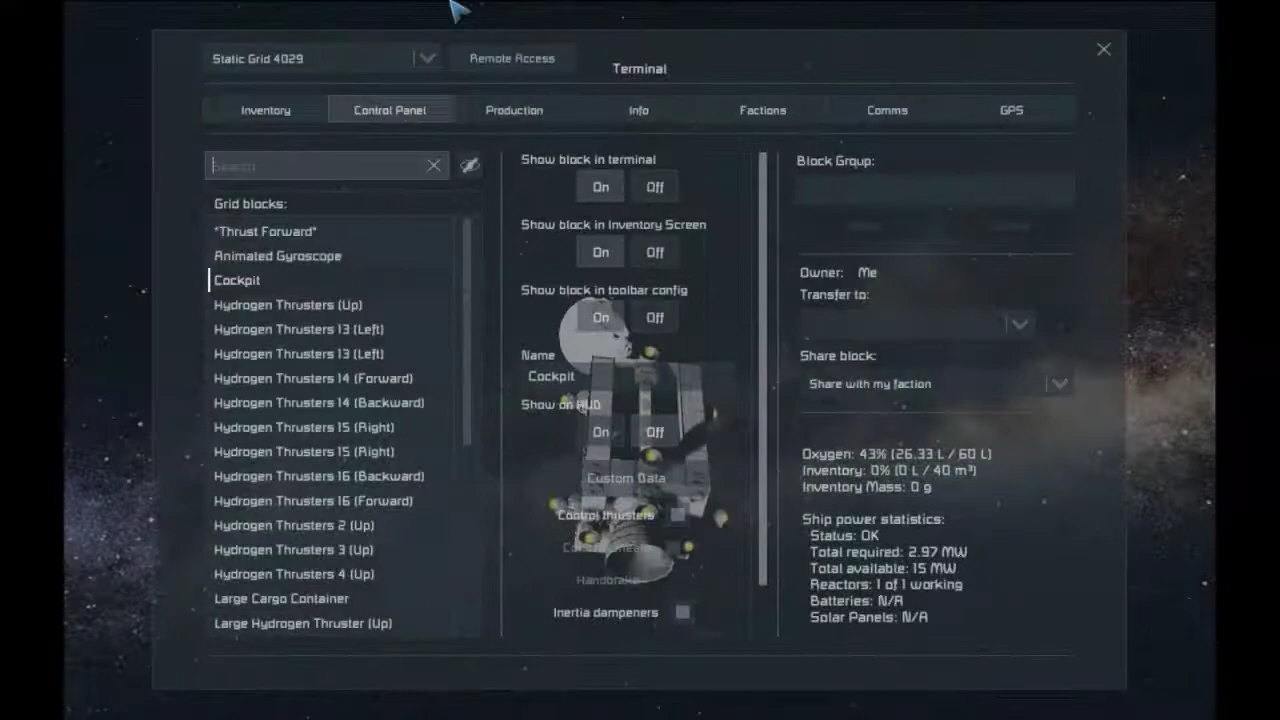 Static Grid 4029
Remote Access
Terminal
Inventory
Control Panel
Production
Info
Factions
Comms
GPS
Search
Grid blocks:
*Thrust Forward*
Animated Gyroscope
Cockpit
Hydrogen Thrusters (Up)
Hydrogen Thrusters 13 (Left)
Hydrogen Thrusters 13 (Left)
Hydrogen Thrusters 14 (Forward)
Hydrogen Thrusters 14 (Backward)
Hydrogen Thrusters 15 (Right)
Hydrogen Thrusters 15 (Right)
Hydrogen Thrusters 16 (Backward)
Hydrogen Thrusters 16 (Forward)
Hydrogen Thrusters 2 (Up)
Hydrogen Thrusters 3 (Up)
Hydrogen Thrusters 4 (Up)
Large Cargo Container
Large Hydrogen Thruster (Up)
Show block in terminal
On Off
Show block in Inventory Screen
On Off
Show block in toolbar config
On Off
Name
Cockpit
Show on HUD
On Off
Custom Data
Control thrusters
Control wheels
Handbrake
Inertia dampeners
Block Group:
Owner: Me
Transfer to:
Share block:
Share with my faction
Oxygen: 43% (26.33 L / 60 L)
Inventory: 0% (0 L / 40 m³)
Inventory Mass: 0 g
Ship power statistics:
Status: OK
Total required: 2.97 MW
Total available: 15 MW
Reactors: 1 of 1 working
Batteries: N/A
Solar Panels: N/A